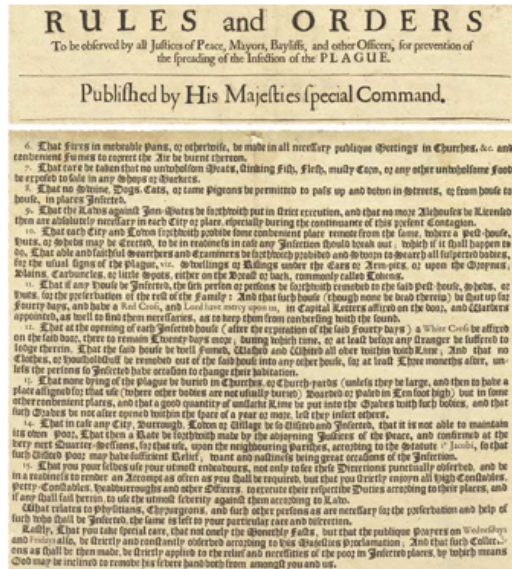 RULES and ORDERS
To be observed by all Justices of Peace, Mayors, Bayliffs, and other Officers, for prevention of
the spreading of the Infection of the PLAGUE.
Published by His Majesties special Command.
6. That Fires in moveable Pans, or otherwise, be made in all necessary publique Meetings in Churches, &c. and
convenient Fumes to correct the Air be burnt thereon.
7. That care be taken that no unwholsom Meats, stinking Fish, Flesh, musty Corn, or any other unwholsome Food
be exposed to sale in any Shops or Markets.
8. That no Swine, Dogs, Cats, or tame Pigeons be permitted to pass up and down in Streets, or from house to
house, in places Infected.
9. That the Laws against Inn-Mates be forthwith put in strict execution, and that no more Alehouses be Licensed
then are absolutely necessary in each City or place, especially during the continuance of this present Contagion.
10. That each City and Town forthwith provide some convenient place remote from the same, where a Pest-house,
Huts, or Sheds may be Erected, to be in readiness in case any Infection should break out; which if it shall happen to
do, That able and faithful Searchers and Examiners be forthwith provided and Sworn to Search all suspected bodies,
for the usual signs of the Plague, viz. Swellings or Risings under the Ears or Arm-pits, or upon the Groynes;
Blains, Carbuncles, or little Spots, either on the Breast or back, commonly called Tokens.
11. That if any House be Infected, the sick person or persons be forthwith removed to the said Pest-house, Sheds, or
Huts, for the preservation of the rest of the Family: And that such house (though none be dead therein) be shut up for
Fourty days, and have a Red Cross, and Lord have mercy upon us, in Capital Letters affixed on the door, and Warders
appointed, as well to find them necessaries, as to keep them from conversing with the sound.
12. That at the opening of each Infected house (after the expiration of the said Fourty days) a White Cross be affixed
on the said door, there to remain Twenty days more; during which time, or at least before any stranger be suffered to
lodge therein, That the said house be well Fumed, Washed and Whited all over within with Lime; And that no
Clothes, or Householdstuff be removed out of the said house into any other house, for at least Three months after, un-
less the persons so Infected have occasion to change their habitation.
13. That none dying of the Plague be buried in Churches, or Church-yards (unless they be large, and then to have a
place assigned for that use (where other bodies are not usually buried) Boarded or Paled in Ten foot high) but in some
other convenient places, and that a good quantity of unslackt Lime be put into the Graves with such bodies, and that
such Graves be not after opened within the space of a year or more, less they infect others.
14. That in case any City, Burrough, Town or Village be so Visited and Infected, that it is not able to maintain
its own Poor, That then a Rate be forthwith made by the adjoyning Justices of the Peace, and confirmed at the
very next Quarter-Sessions, for that use, upon the neighbouring Parishes, according to the Statute 1º Jacobi, so that
such Visited Poor may have sufficient Relief; want and nastiness being great occasions of the Infection.
15. That you your selves use your utmost endeavours, not only to see these Directions punctually observed, and be
in a readiness to render an Accompt as often as you shall be required, but that you strictly enjoyn all high Constables,
Petty-Constables, Headburroughs and other Officers, to execute their respective Duties according to their places; and
if any shall fail herein, to use the utmost severity against them according to Law.
What relates to Physitians, Chyrurgeons, and such other persons as are necessary for the preservation and help of
such who shall be Infected, the same is left to your particular care and discretion.
Lastly, That you take special care, that not onely the Monthly Fasts, but that the publique Prayers on Wednesdays
and Fridays also, be strictly and constantly observed according to his Majesties Proclamation; And that such Collecti-
ons as shall be then made, be strictly applied to the relief and necessities of the poor in Infected places, by which means
God may be inclined to remove his severe hand both from amongst you and us.